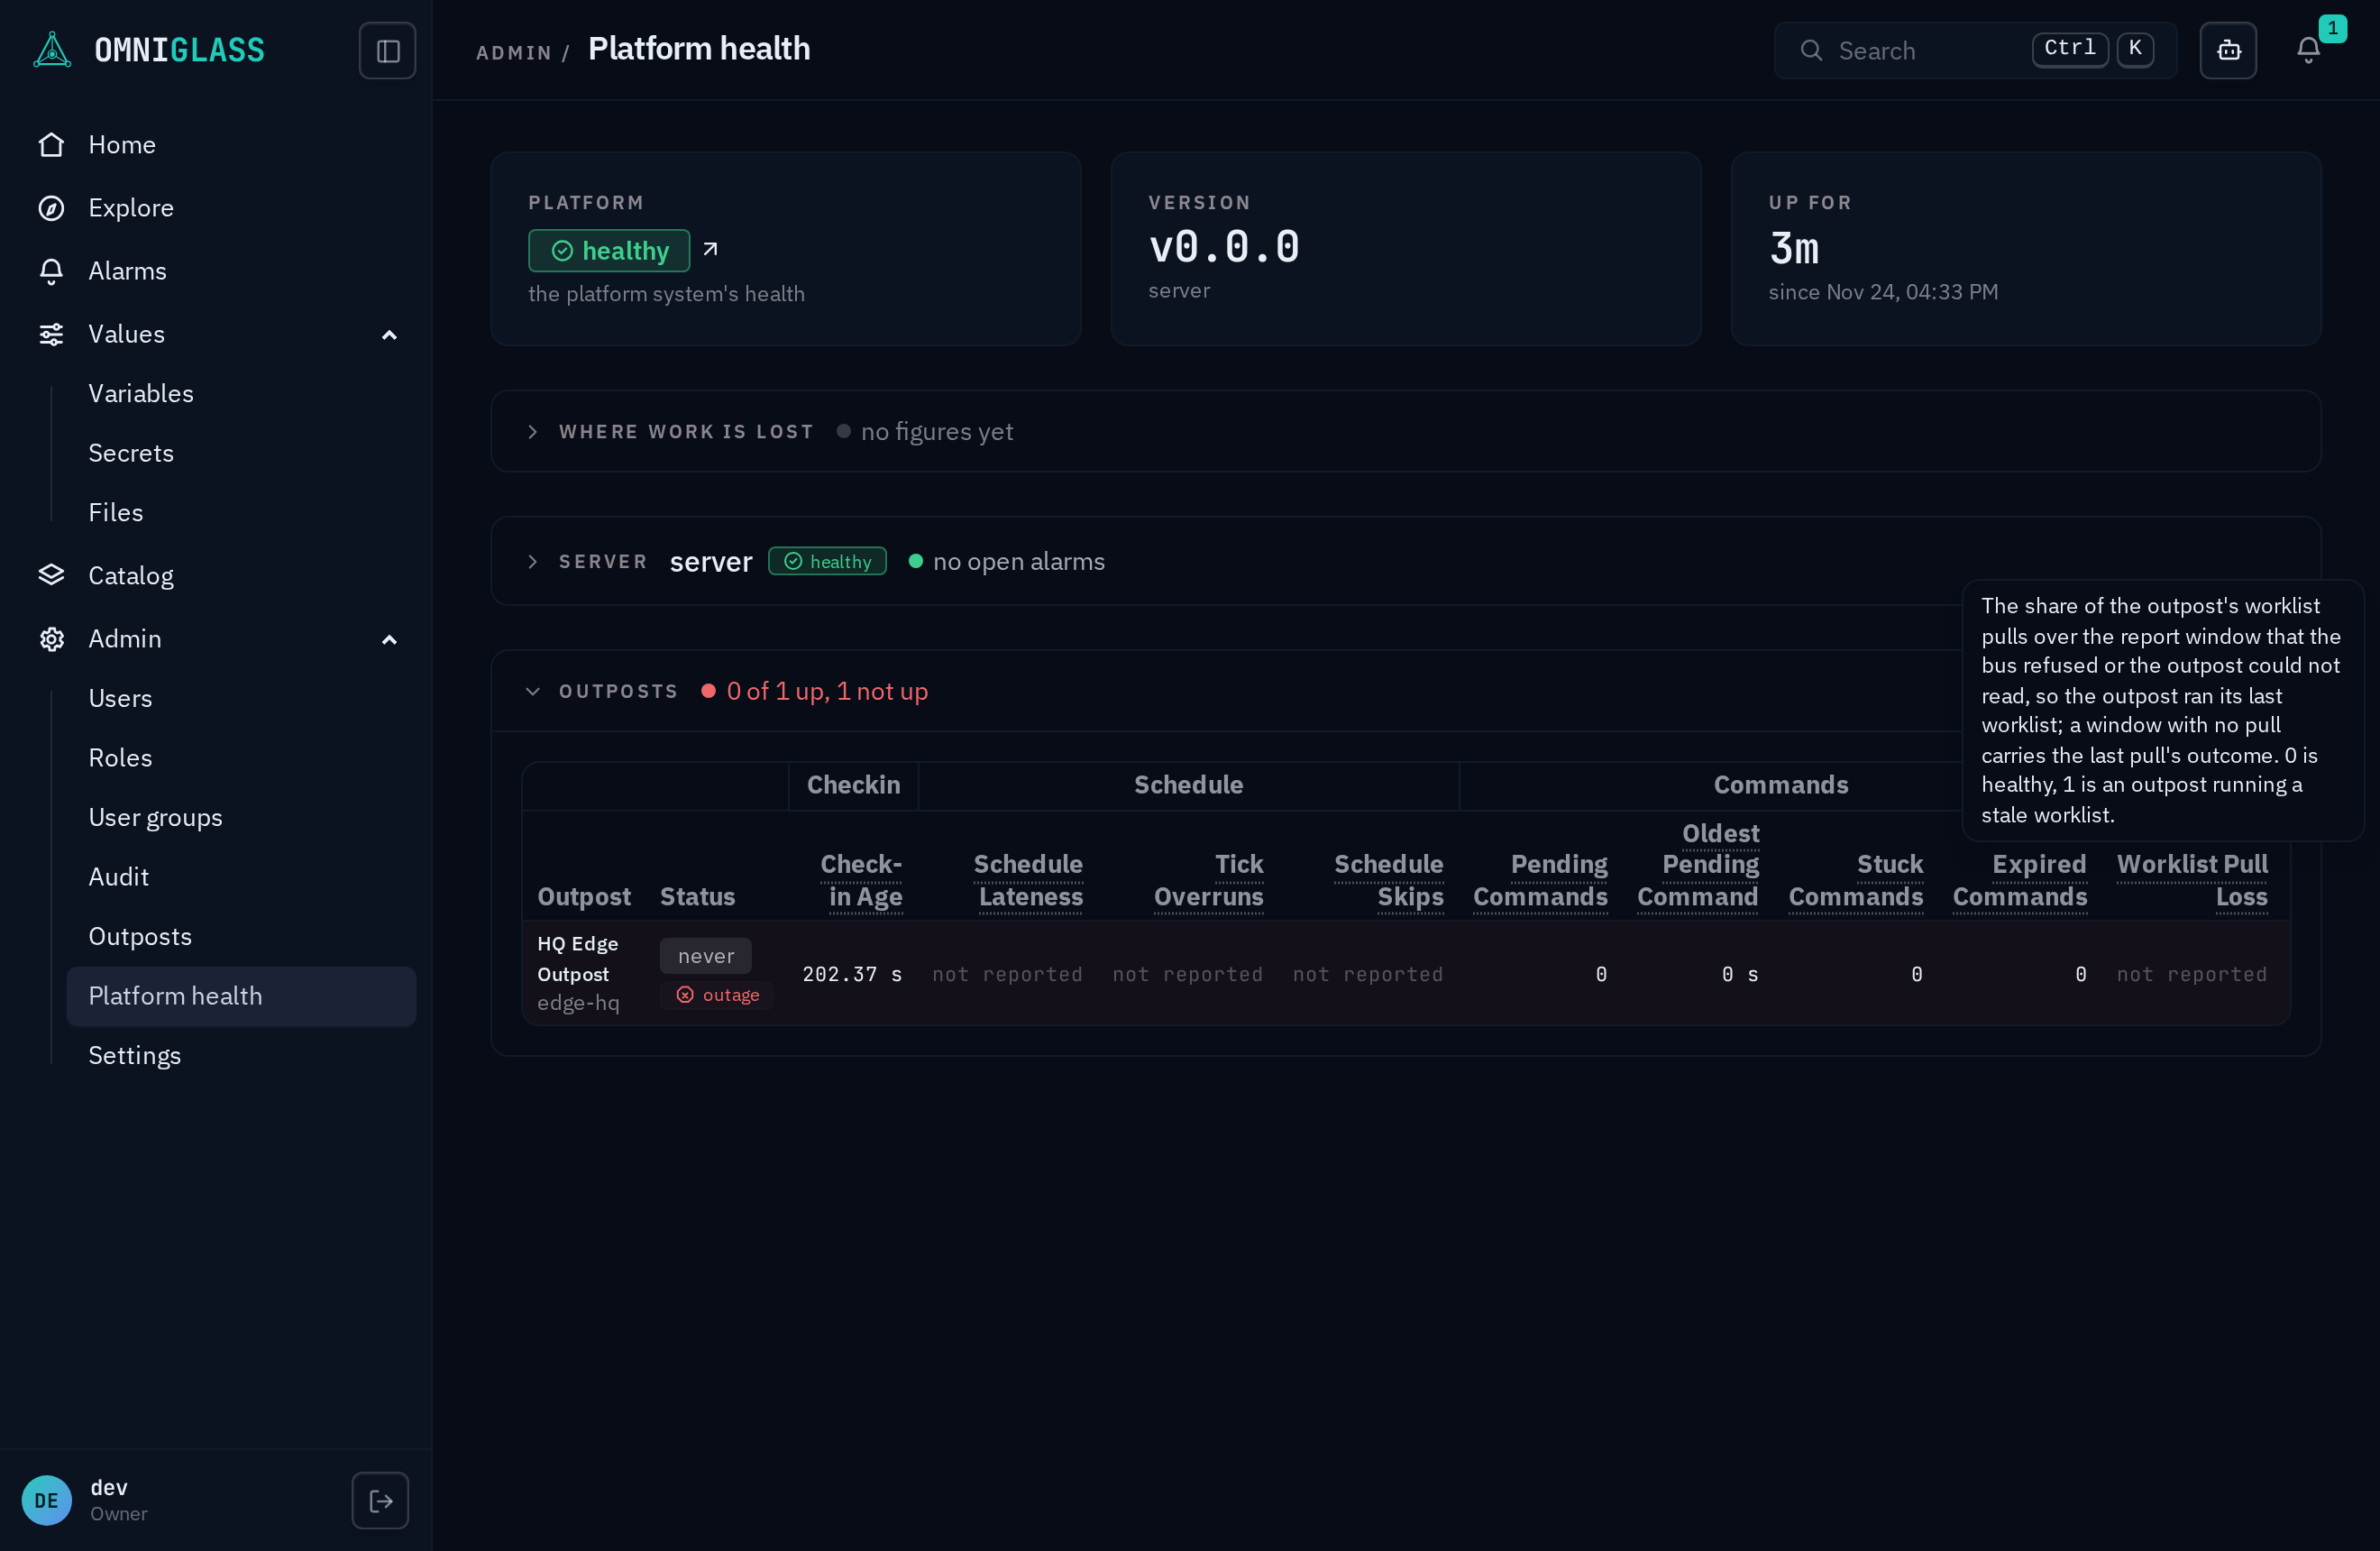 OMNIGLASS
ADMIN / Platform health
Search Ctrl K
1
Home
Explore
Alarms
Values
Variables
Secrets
Files
Catalog
Admin
Users
Roles
User groups
Audit
Outposts
Platform health
Settings
DE
dev
Owner
PLATFORM
healthy
the platform system's health
VERSION
v0.0.0
server
UP FOR
3m
since Nov 24, 04:33 PM
WHERE WORK IS LOST no figures yet
SERVER server healthy no open alarms
OUTPOSTS 0 of 1 up, 1 not up
The share of the outpost's worklist
pulls over the report window that the
bus refused or the outpost could not
read, so the outpost ran its last
worklist; a window with no pull
carries the last pull's outcome. 0 is
healthy, 1 is an outpost running a
stale worklist.
Checkin Schedule Commands
Outpost
Status
Check-
in Age
Schedule
Lateness
Tick
Overruns
Schedule
Skips
Pending
Commands
Oldest
Pending
Command
Stuck
Commands
Expired
Commands
Worklist Pull
Loss
HQ Edge
Outpost
edge-hq
never
outage
202.37 s not reported not reported not reported 0 0 s 0 0 not reported